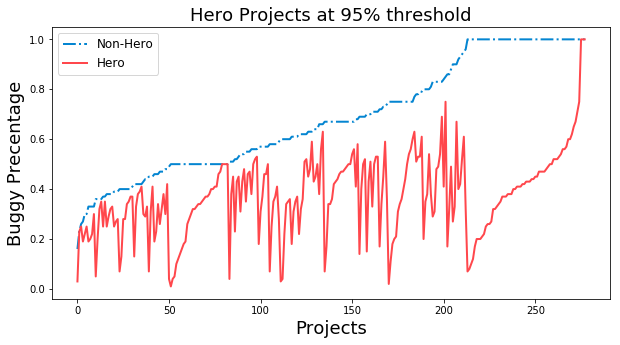 Hero Projects at 95% threshold
Non-Hero
Hero
Buggy Precentage
1.0
0.8
0.6
0.4
0.2
0.0
0 50 100 150 200 250
Projects